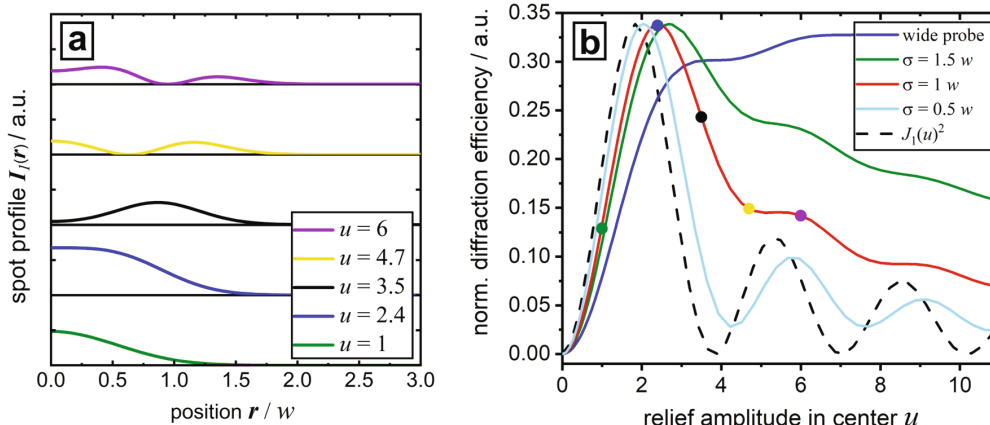 a
spot profile I₁(r) / a.u.
u = 6
u = 4.7
u = 3.5
u = 2.4
u = 1
0.0 0.5 1.0 1.5 2.0 2.5 3.0
position r / w
b
norm. diffraction efficiency / a.u.
0.35
0.30
0.25
0.20
0.15
0.10
0.05
0.00
wide probe
σ = 1.5 w
σ = 1 w
σ = 0.5 w
J₁(u)²
0 2 4 6 8 10
relief amplitude in center u